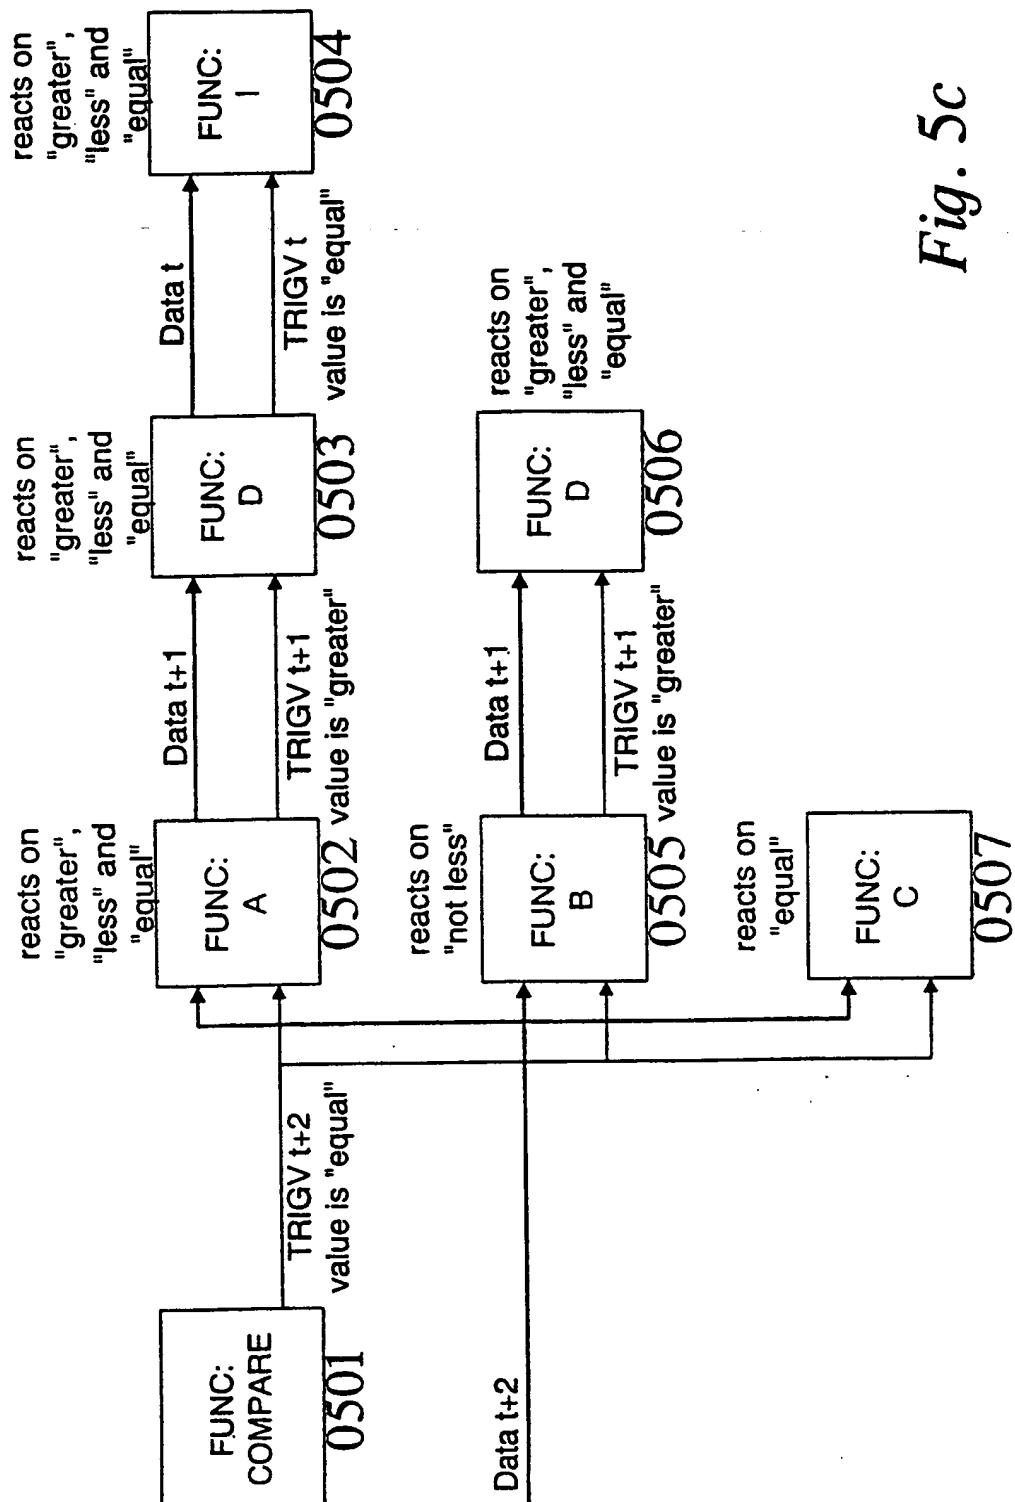 FUNC:
COMPARE
0501
TRIGV t+2
value is "equal"
reacts on
"greater",
"less" and
"equal"
FUNC:
A
0502
Data t+1
TRIGV t+1
value is "greater"
reacts on
"greater",
"less" and
"equal"
FUNC:
D
0503
Data t
TRIGV t
value is "equal"
reacts on
"greater",
"less" and
"equal"
FUNC:
I
0504
Data t+2
reacts on
"not less"
FUNC:
B
0505
Data t+1
TRIGV t+1
value is "greater"
reacts on
"greater",
"less" and
"equal"
FUNC:
D
0506
reacts on
"equal"
FUNC:
C
0507
Fig. 5c